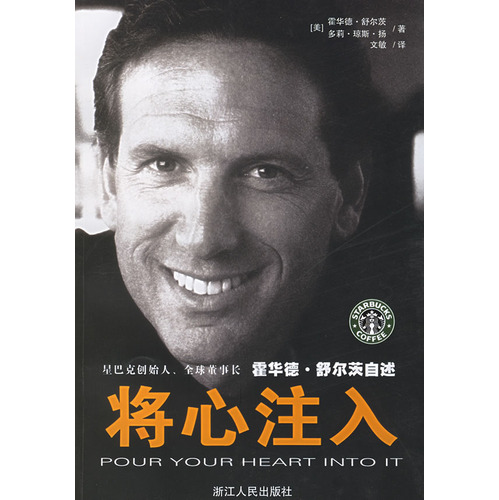 [美] 霍华德·舒尔茨
多莉·琼斯·扬 / 著
文敏 / 译
STARBUCKS
COFFEE
星巴克创始人、全球董事长 霍华德·舒尔茨自述
将心注入
POUR YOUR HEART INTO IT
浙江人民出版社